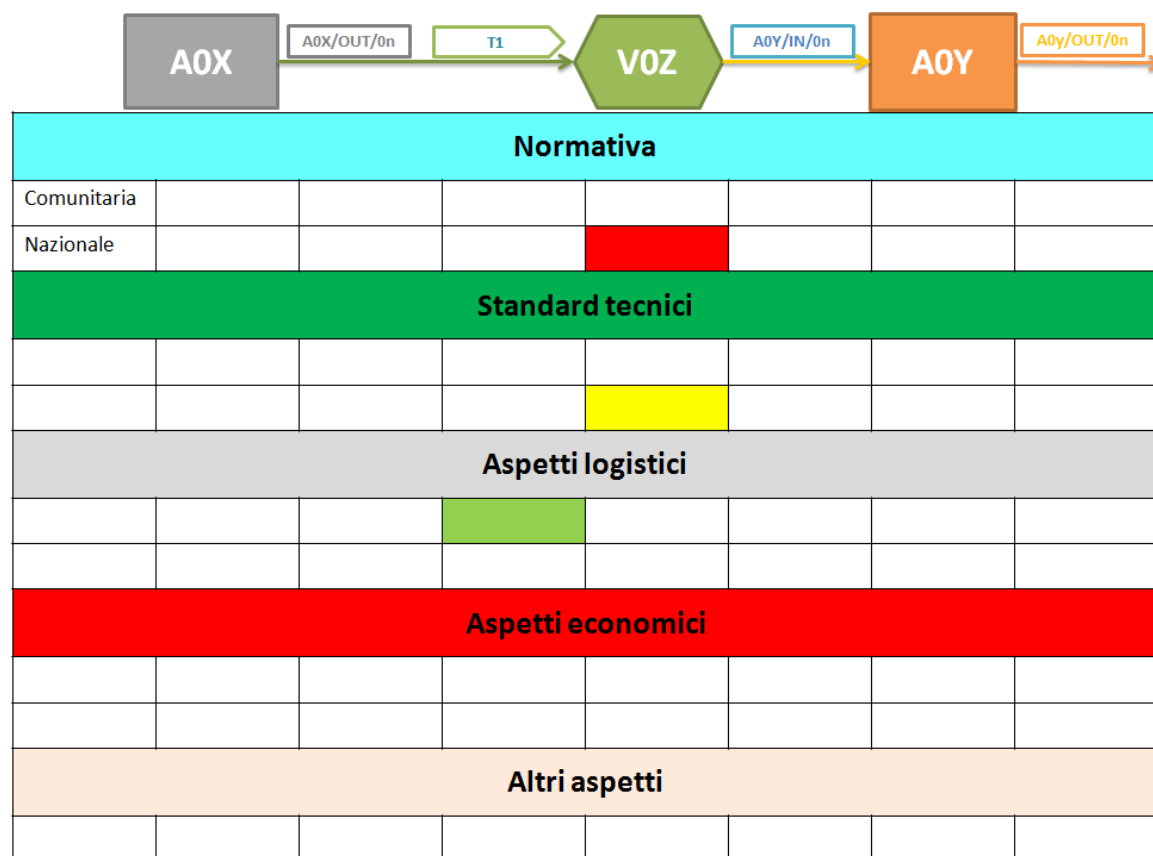 A0X
A0X/OUT/0n
T1
V0Z
A0Y/IN/0n
A0Y
A0y/OUT/0n
Normativa
Comunitaria
Nazionale
Standard tecnici
Aspetti logistici
Aspetti economici
Altri aspetti